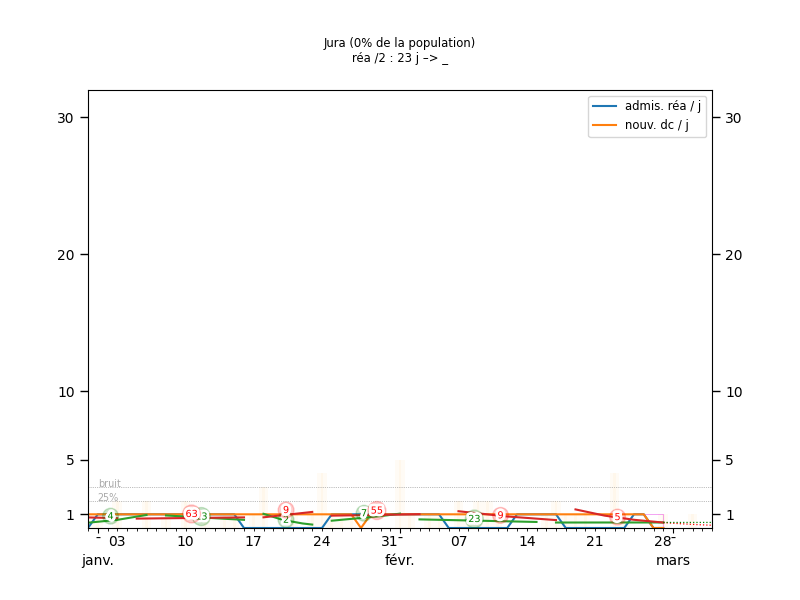 Jura (0% de la population)
réa /2 : 23 j –> _
admis. réa / j
nouv. dc / j
30 30
20 20
10 10
5 5
bruit
25%
1 1
4 63 3 9 2 7 55 23 9 5
- 03 10 17 24 31- 07 14 21 28-
janv. févr. mars